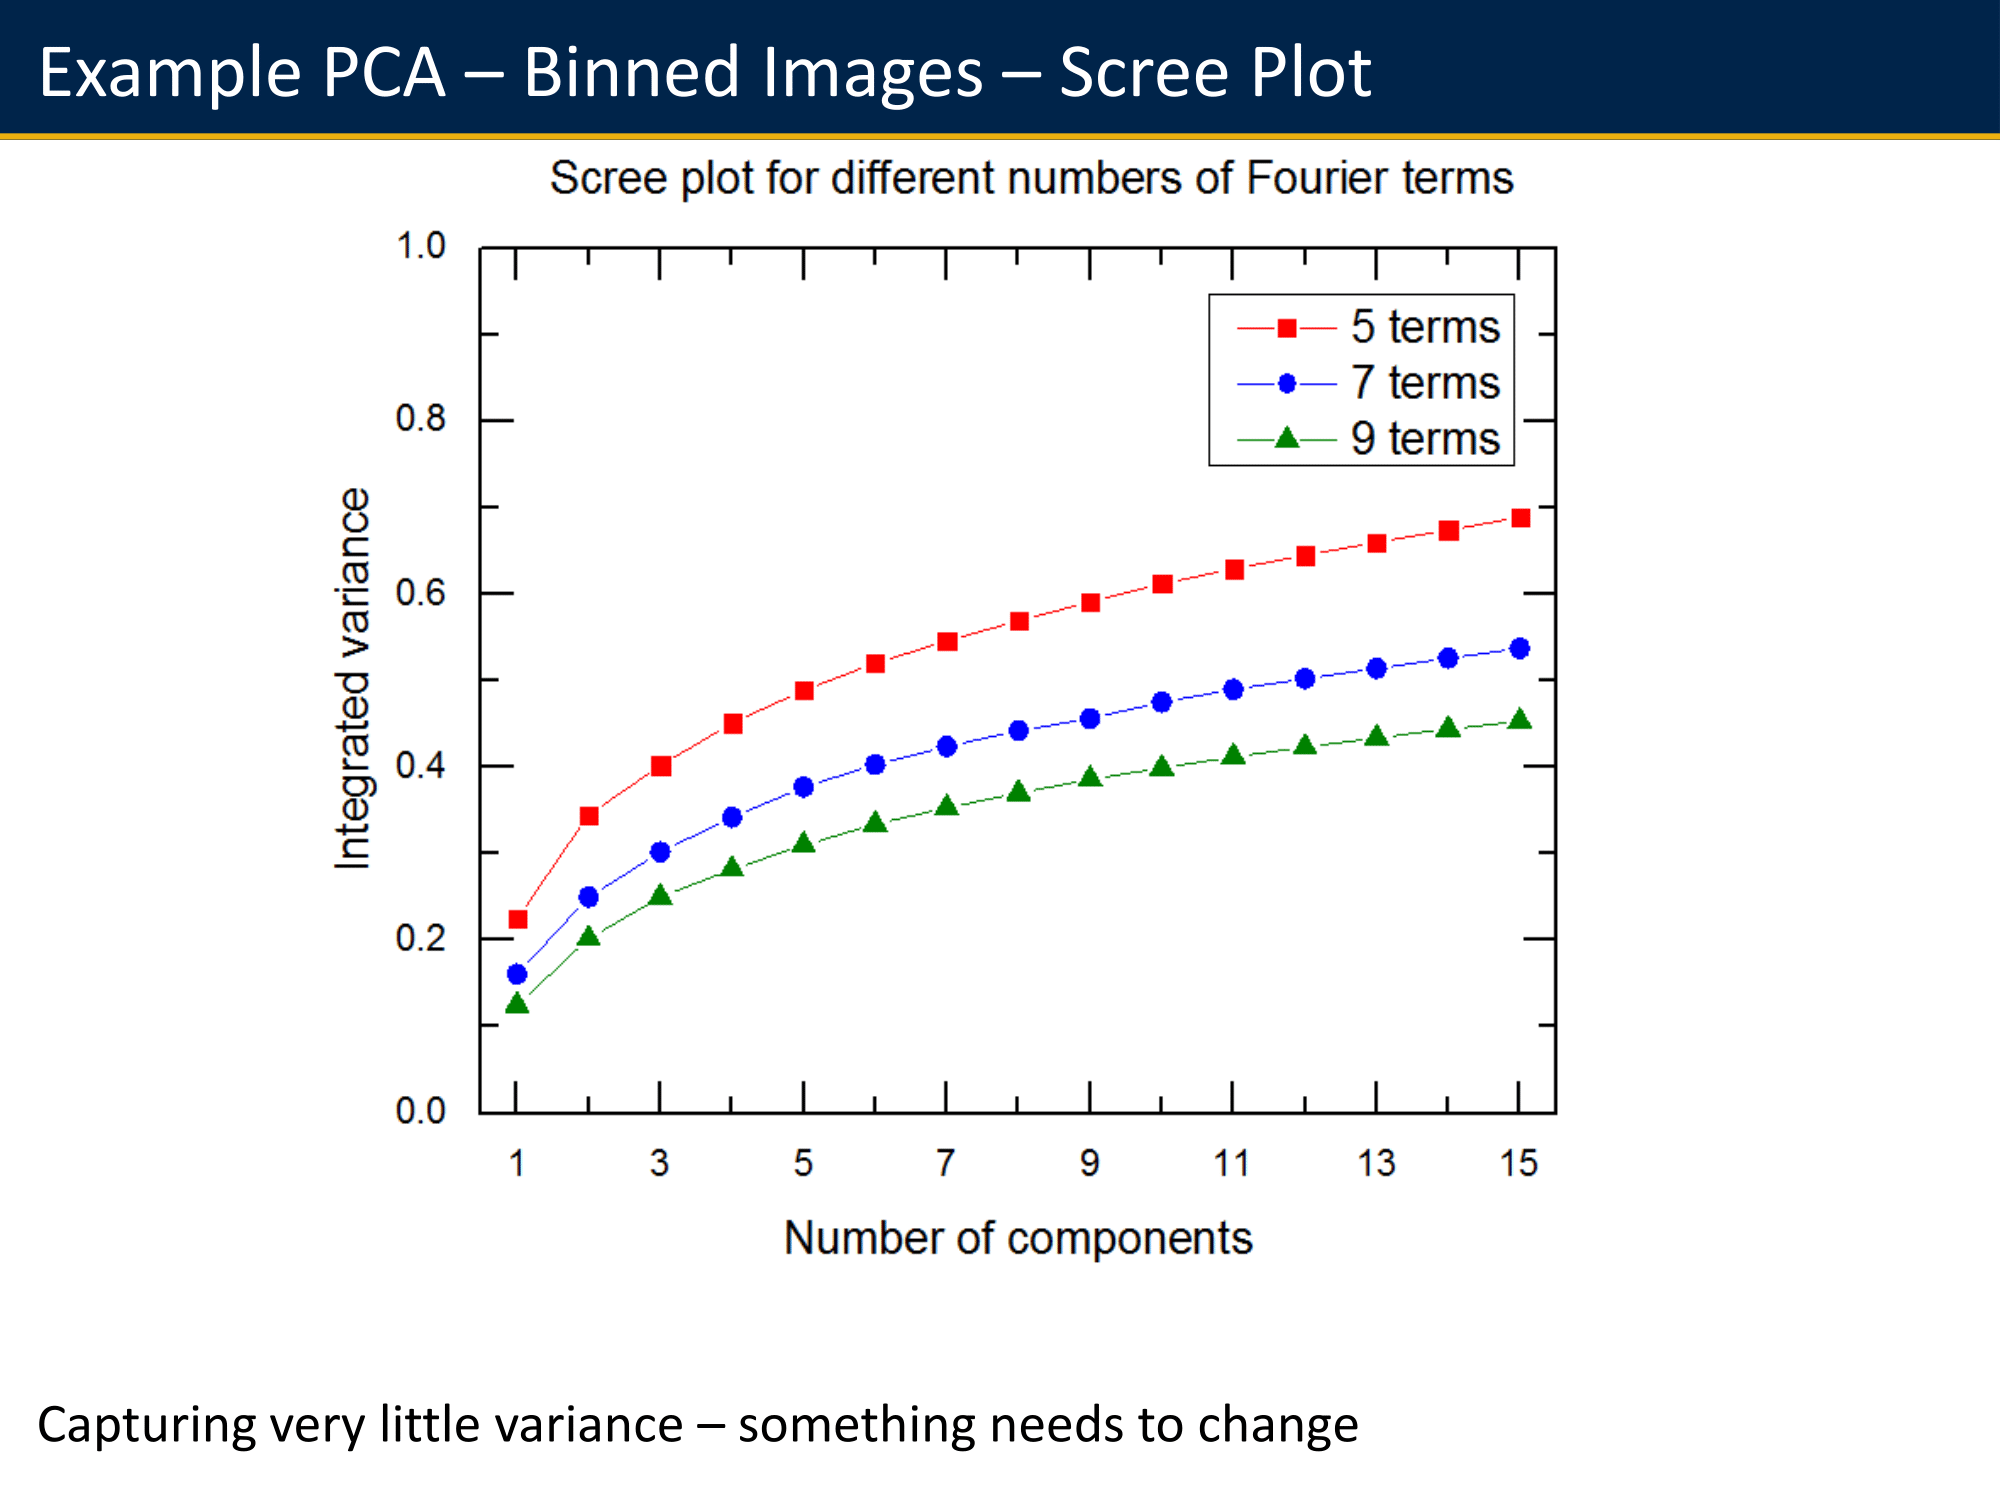 Example PCA – Binned Images – Scree Plot
Scree plot for different numbers of Fourier terms
1.0
0.8
0.6
0.4
0.2
0.0
Integrated variance
5 terms
7 terms
9 terms
1 3 5 7 9 11 13 15
Number of components
Capturing very little variance – something needs to change